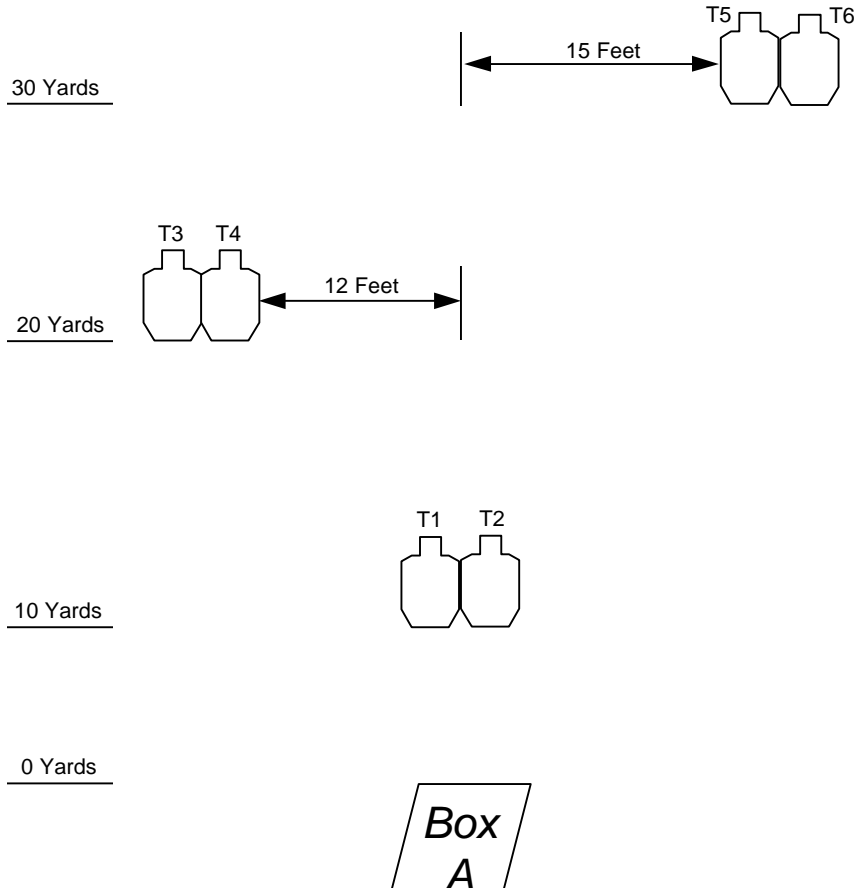 T5 T6
15 Feet
30 Yards
T3 T4
12 Feet
20 Yards
T1 T2
10 Yards
0 Yards
Box
A